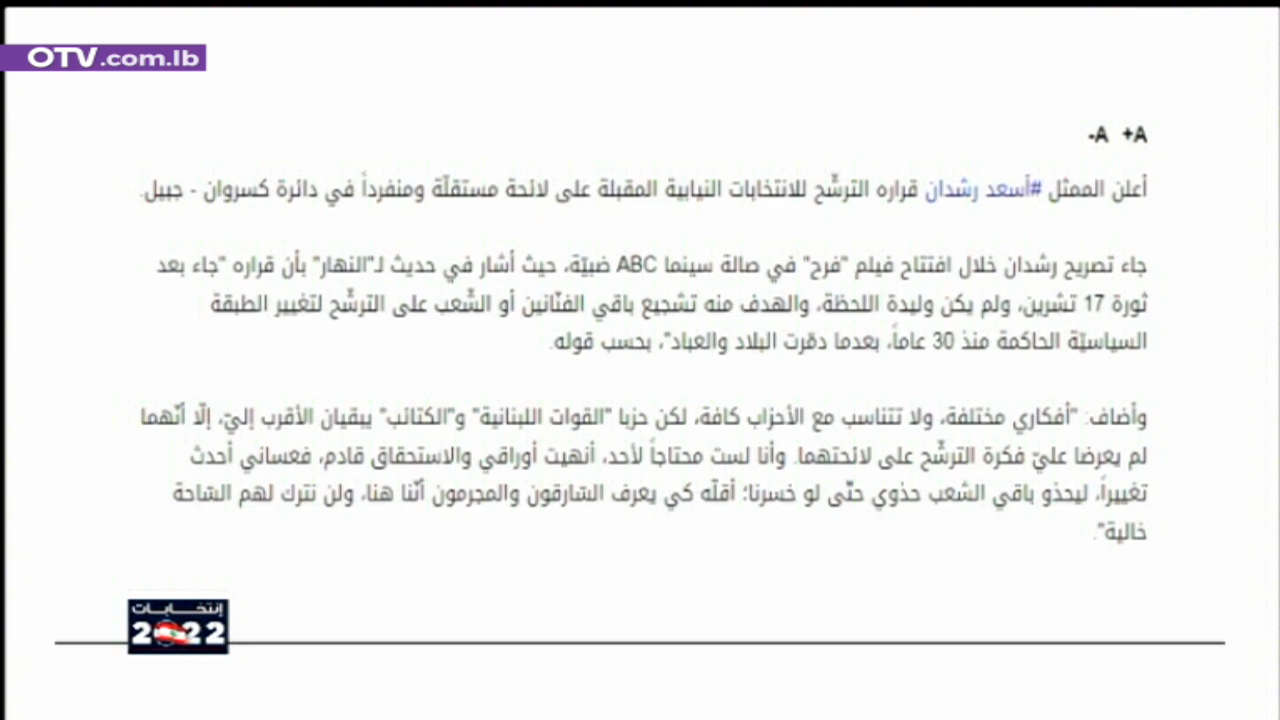 OTV.com.lb
-A +A
أعلن الممثل #أسعد رشدان قراره الترشّح للانتخابات النيابية المقبلة على لائحة مستقلّة ومنفرداً في دائرة كسروان - جبيل.
جاء تصريح رشدان خلال افتتاح فيلم "فرح" في صالة سينما ABC ضبيّة، حيث أشار في حديث لـ"النهار" بأن قراره "جاء بعد
ثورة 17 تشرين، ولم يكن وليدة اللحظة، والهدف منه تشجيع باقي الفنّانين أو الشّعب على الترشّح لتغيير الطبقة
السياسيّة الحاكمة منذ 30 عاماً، بعدما دمّرت البلاد والعباد"، بحسب قوله.
وأضاف: "أفكاري مختلفة، ولا تتناسب مع الأحزاب كافة، لكن حزبا "القوات اللبنانية" و"الكتائب" يبقيان الأقرب إليّ، إلّا أنّهما
لم يعرضا عليّ فكرة الترشّح على لائحتهما. وأنا لست محتاجاً لأحد، أنهيت أوراقي والاستحقاق قادم، فعساني أحدث
تغييراً، ليحذو باقي الشعب حذوي حتّى لو خسرنا؛ أقلّه كي يعرف السّارقون والمجرمون أنّنا هنا، ولن نترك لهم السّاحة
خالية".
إنتخابات
2022